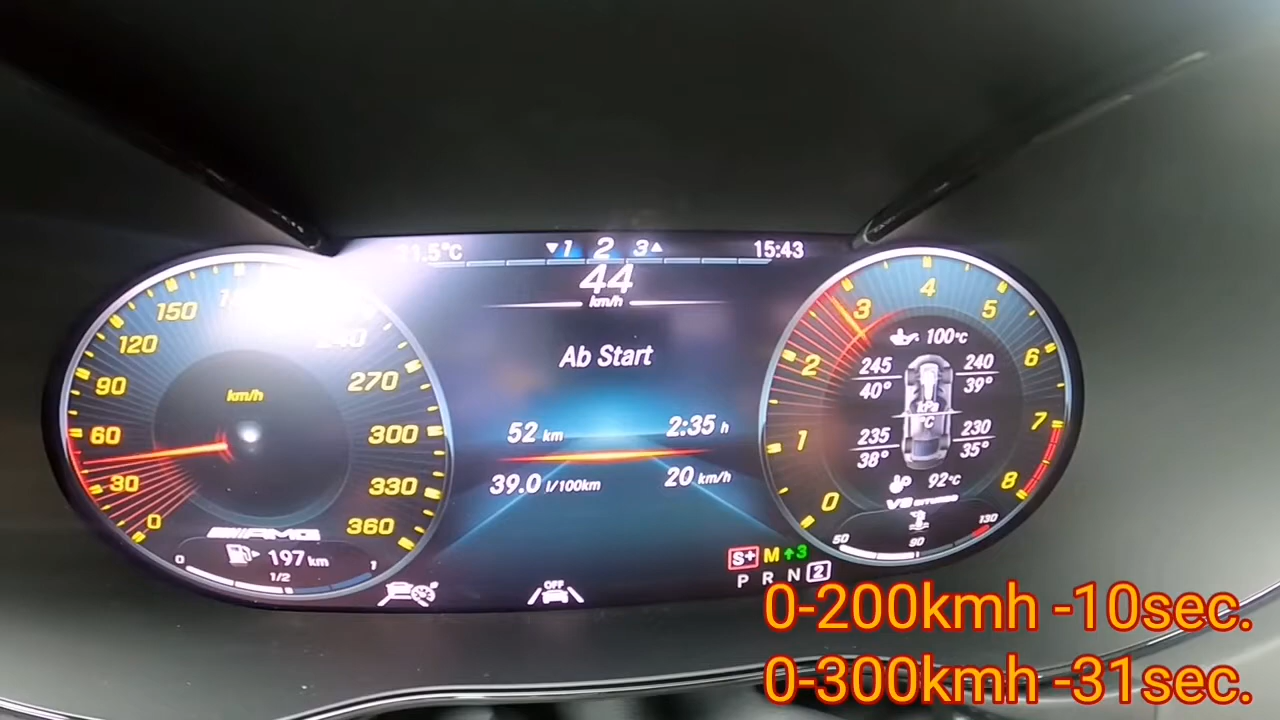 ▼1 2 3▲
15:43
44
km/h
Ab Start
52 km
2:35 h
39.0 l/100km
20 km/h
150
120
90
60
30
0
270
300
330
360
km/h
AMG
197 km
0 1/2 1
OFF
0
1
2
3
4
5
6
7
8
100°C
245 240
40° 39°
kPa
°C
235 230
38° 35°
92°C
V8 BITURBO
50 90 130
S+ M ↑3
P R N 2
0-200kmh -10sec.
0-300kmh -31sec.